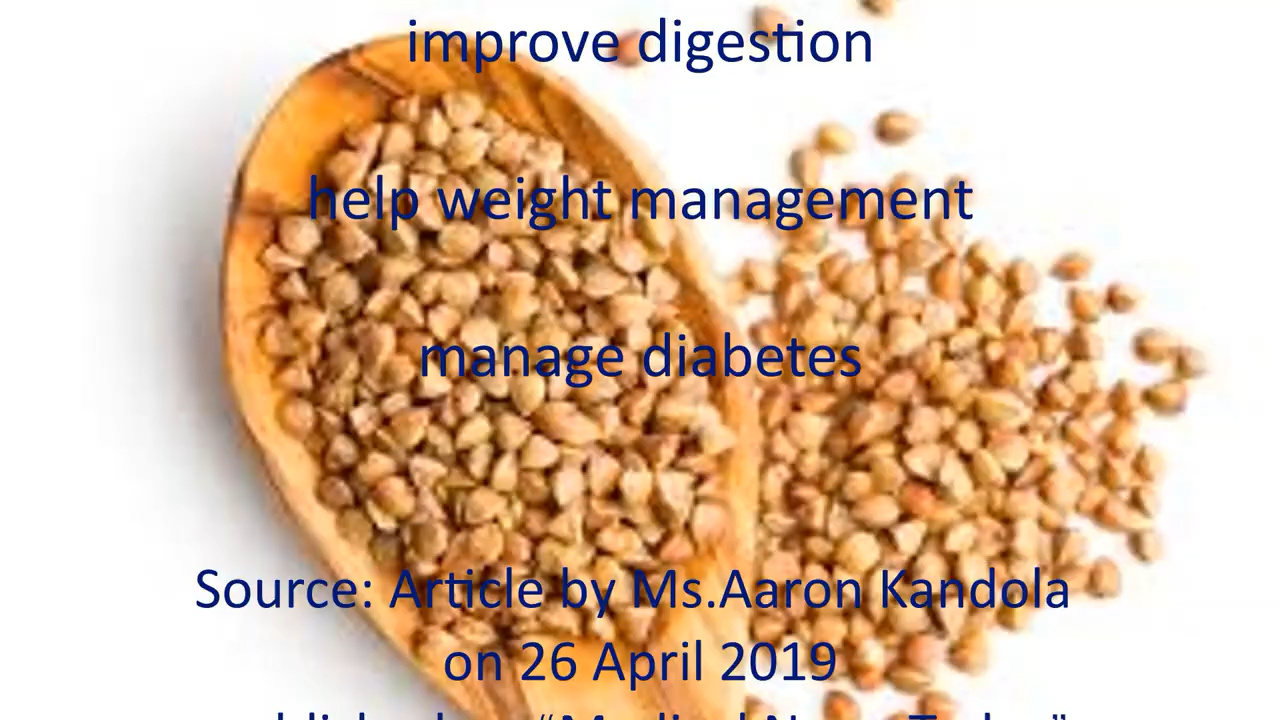 improve digestion
help weight management
manage diabetes
Source: Article by Ms.Aaron Kandola
on 26 April 2019